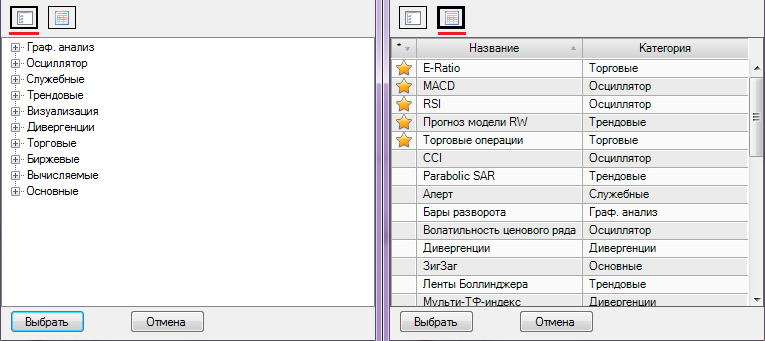 Граф. анализ
Осциллятор
Служебные
Трендовые
Визуализация
Дивергенции
Торговые
Биржевые
Вычисляемые
Основные
Выбрать Отмена
* Название Категория
E-Ratio Торговые
MACD Осциллятор
RSI Осциллятор
Прогноз модели RW Трендовые
Торговые операции Торговые
CCI Осциллятор
Parabolic SAR Трендовые
Алерт Служебные
Бары разворота Граф. анализ
Волатильность ценового ряда Осциллятор
Дивергенции Дивергенции
ЗигЗаг Основные
Ленты Боллинджера Трендовые
Мульти-ТФ-индекс Дивергенции
Выбрать Отмена